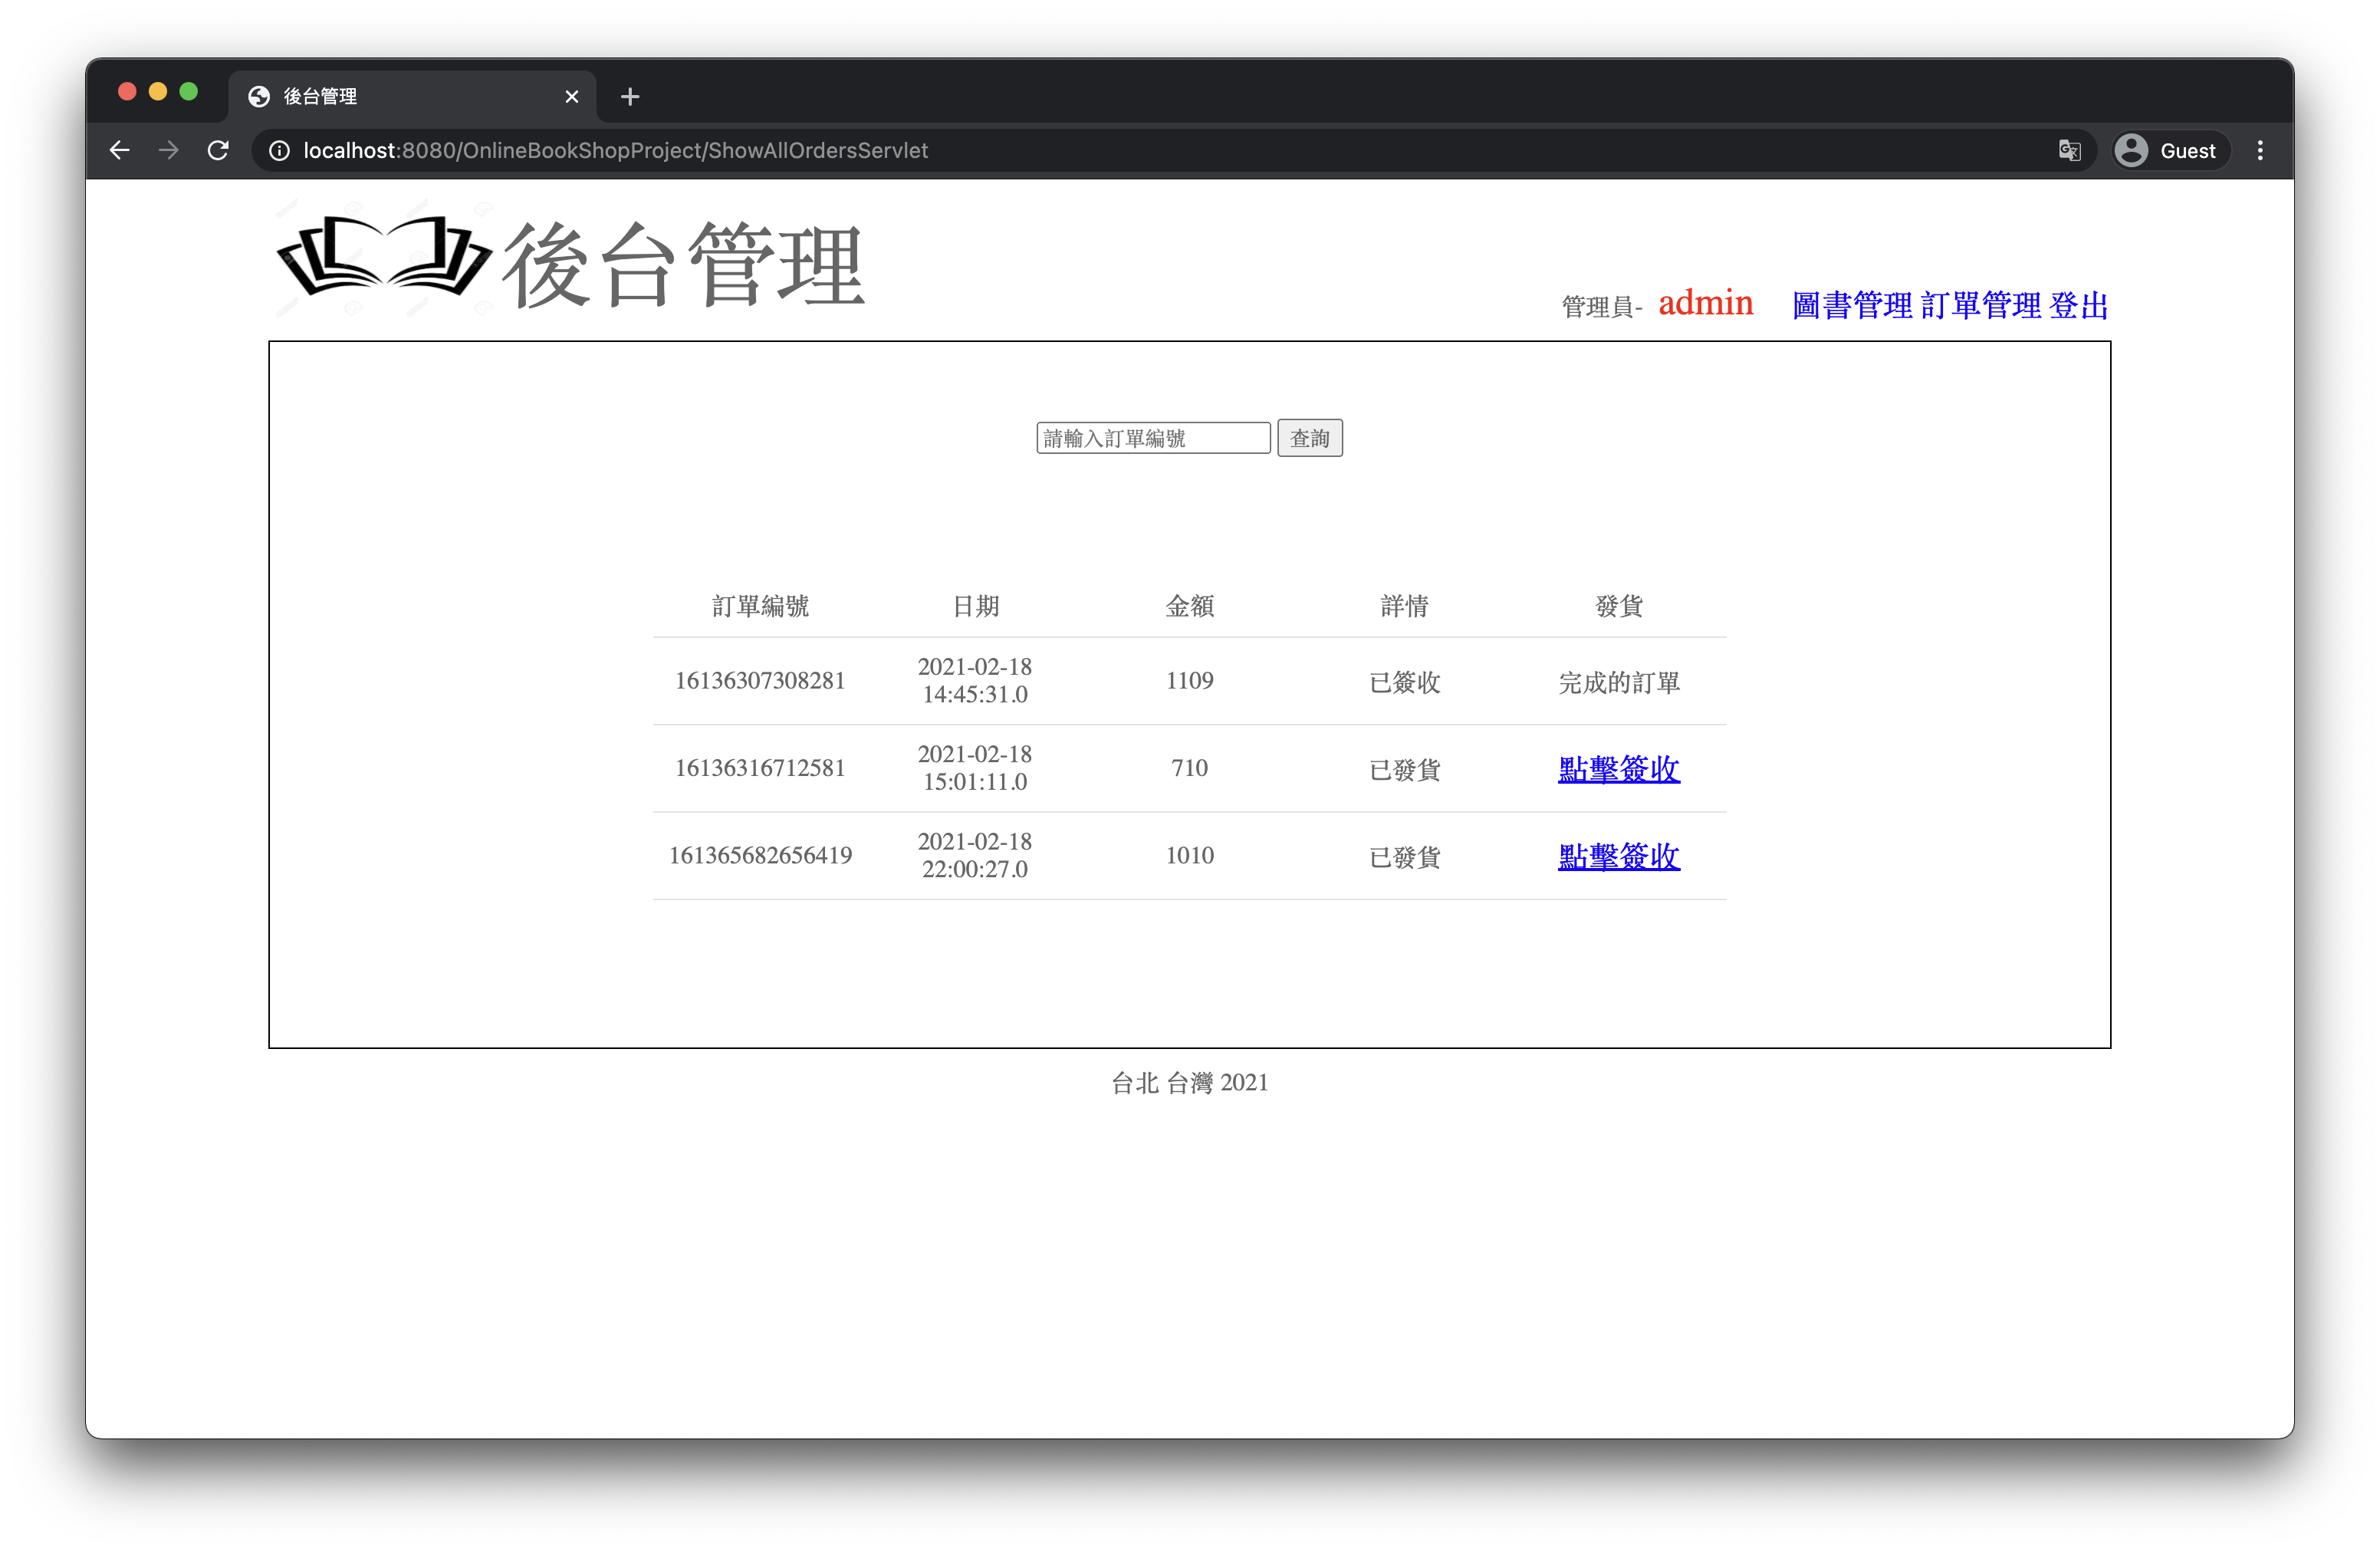 後台管理
localhost:8080/OnlineBookShopProject/ShowAllOrdersServlet
Guest
後台管理
管理員- admin 圖書管理 訂單管理 登出
請輸入訂單編號 查詢
訂單編號 日期 金額 詳情 發貨
16136307308281 2021-02-18 14:45:31.0 1109 已簽收 完成的訂單
16136316712581 2021-02-18 15:01:11.0 710 已發貨 點擊簽收
161365682656419 2021-02-18 22:00:27.0 1010 已發貨 點擊簽收
台北 台灣 2021